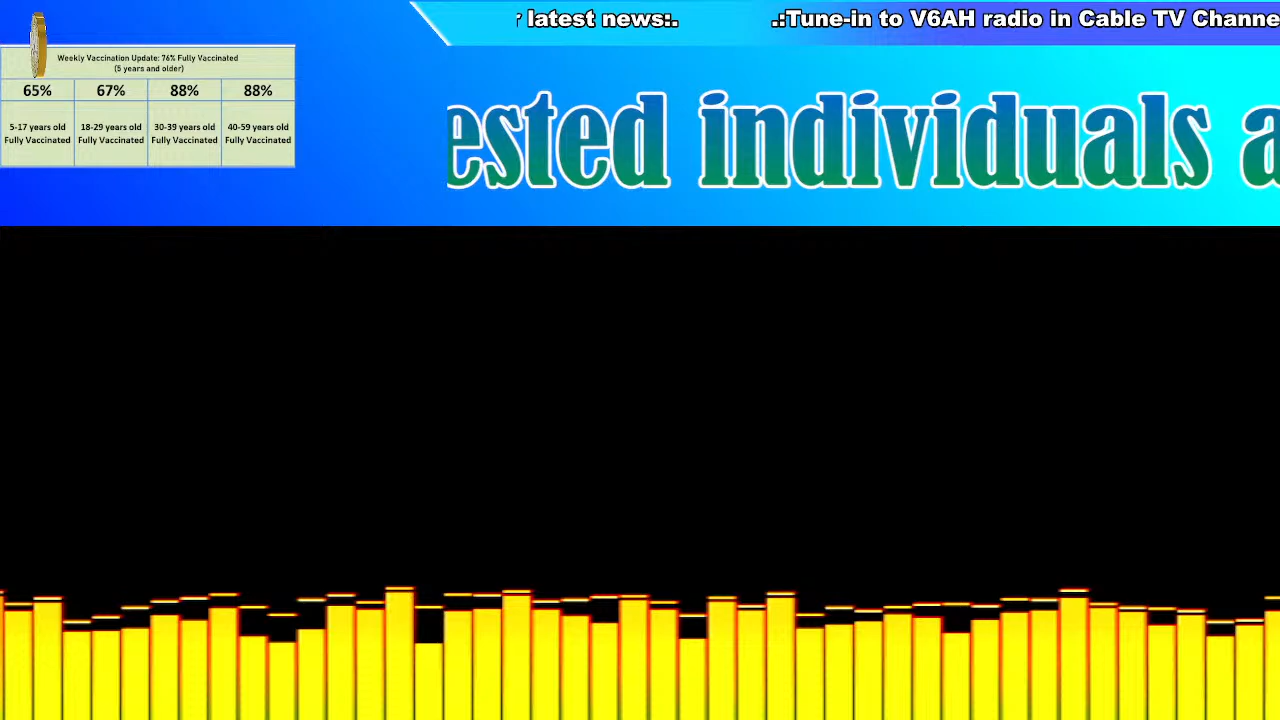 latest news:.
.:Tune-in to V6AH radio in Cable TV
Weekly Vaccination Update: 76% Fully Vaccinated
(5 years and older)
65% 67% 88% 88%
5-17 years old 18-29 years old 30-39 years old 40-59 years old
Fully Vaccinated Fully Vaccinated Fully Vaccinated Fully Vaccinated
individuals